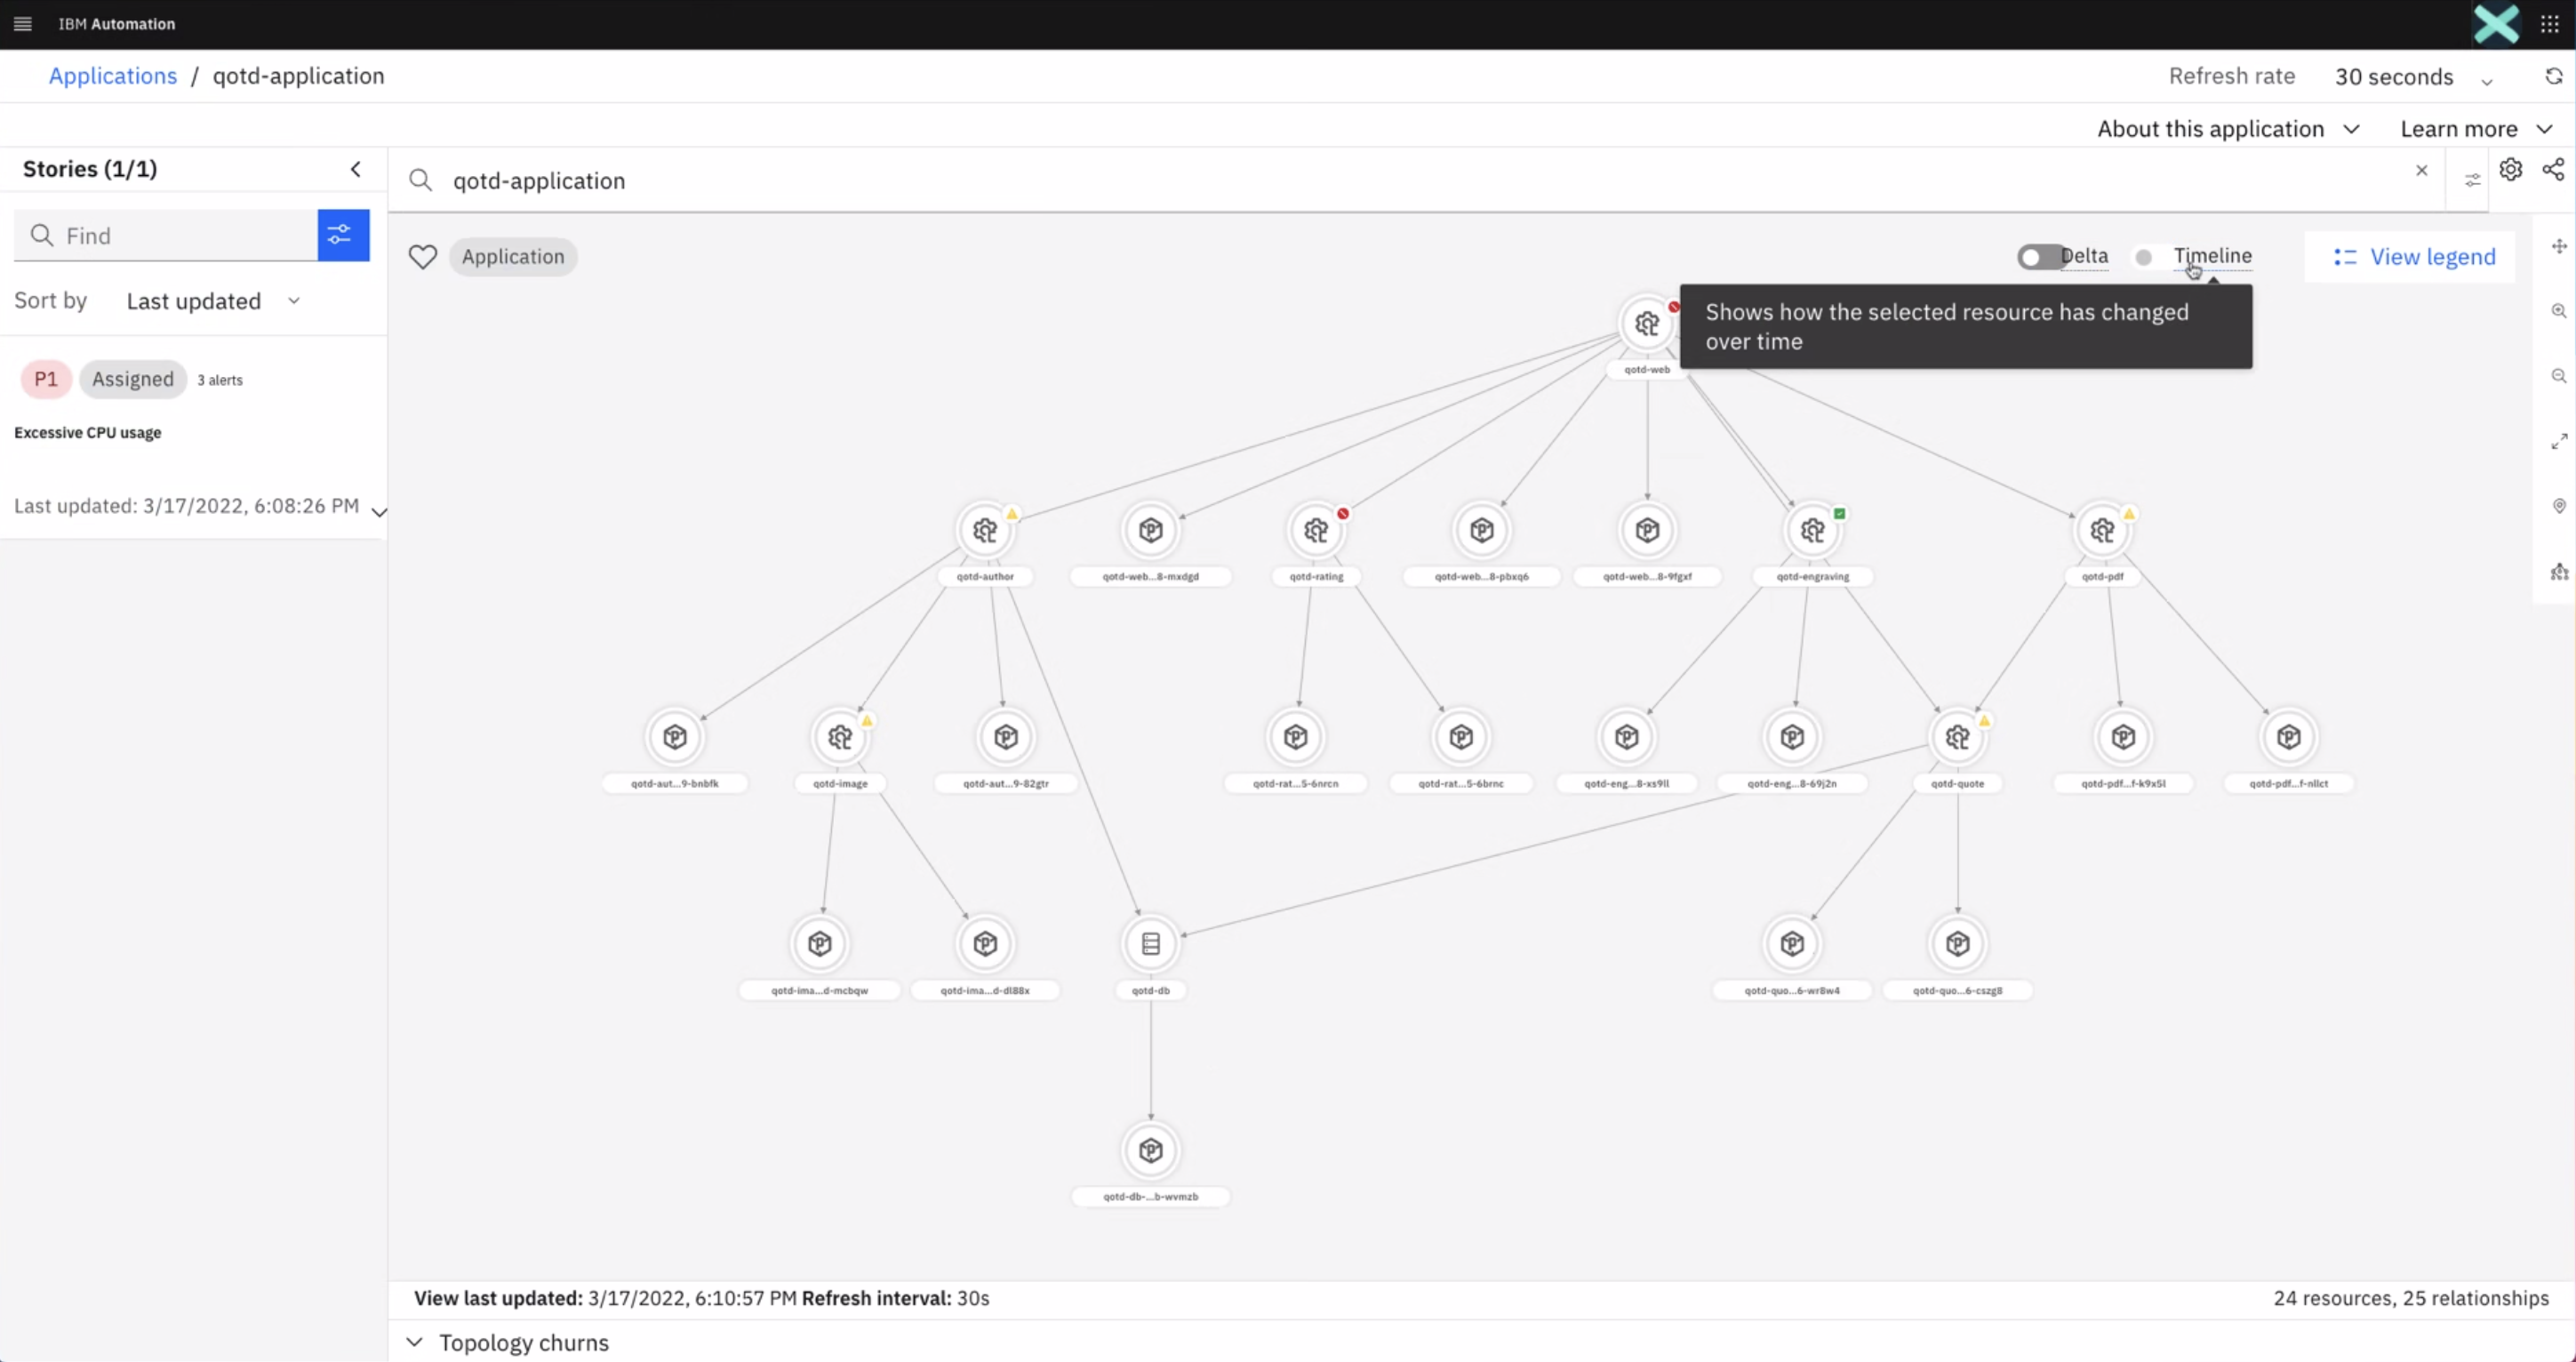 IBM Automation
Applications / qotd-application
Refresh rate 30 seconds
About this application Learn more
Stories (1/1)
qotd-application
Find
Sort by Last updated
P1 Assigned 3 alerts
Excessive CPU usage
Last updated: 3/17/2022, 6:08:26 PM
Application
Delta Timeline View legend
Shows how the selected resource has changed
over time
qotd-web
qotd-author qotd-web...8-mxdgd qotd-rating qotd-web...8-pbxq6 qotd-web...8-9fgxf qotd-engraving qotd-pdf
qotd-aut...9-bnbfk qotd-image qotd-aut...9-82gtr qotd-rat...5-6nrcn qotd-rat...5-6brnc qotd-eng...8-xs9ll qotd-eng...8-69j2n qotd-quote qotd-pdf...f-k9x5l qotd-pdf...f-nllct
qotd-ima...d-mcbqw qotd-ima...d-dl88x qotd-db qotd-quo...6-wr8w4 qotd-quo...6-cszg8
qotd-db-...b-wvmzb
View last updated: 3/17/2022, 6:10:57 PM Refresh interval: 30s
24 resources, 25 relationships
Topology churns